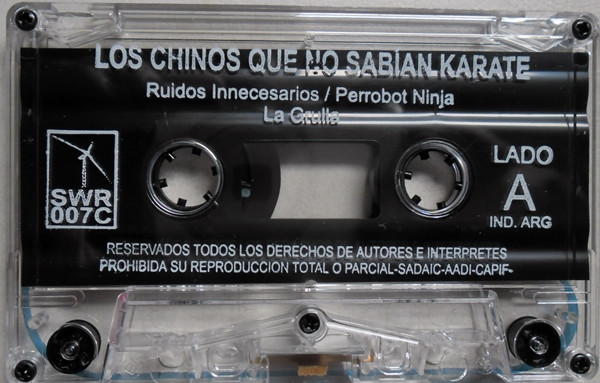 LOS CHINOS QUE NO SABÍAN KARATE
Ruidos Innecesarios / Perrobot Ninja
La Grulla
SWR
007C
LADO
A
IND. ARG
RESERVADOS TODOS LOS DERECHOS DE AUTORES E INTERPRETES
PROHIBIDA SU REPRODUCCION TOTAL O PARCIAL-SADAIC-AADI-CAPIF-